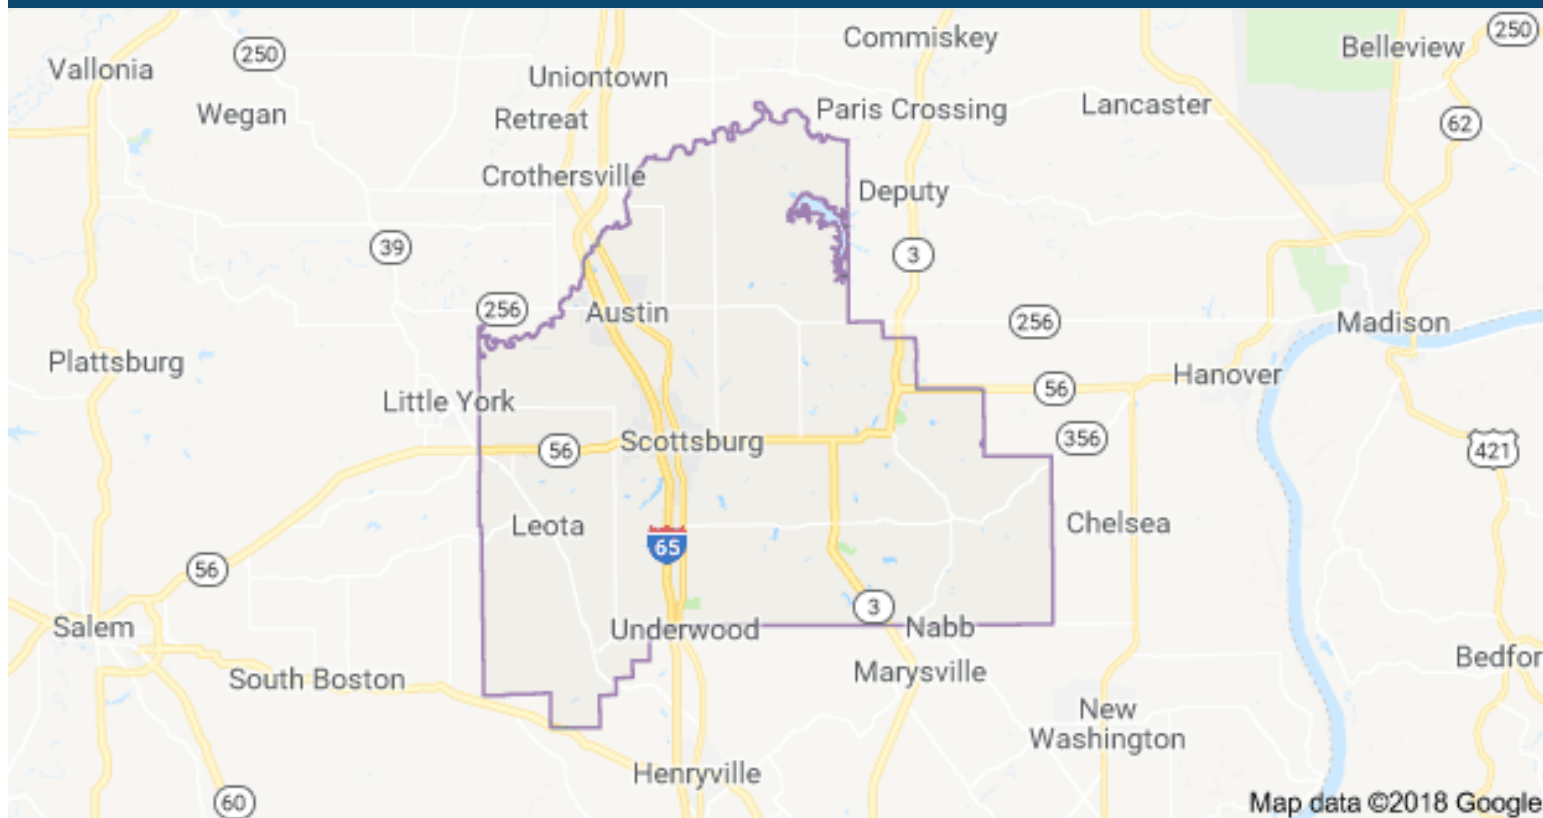 250
Commiskey
Belleview
250
Vallonia
Uniontown
Wegan
Retreat
Paris Crossing
Lancaster
62
Crothersville
Deputy
39
3
256
Austin
256
Madison
Plattsburg
Hanover
Little York
56
56
Scottsburg
356
421
Leota
Chelsea
65
56
3
Salem
Underwood
Nabb
South Boston
Marysville
Bedfor
New
Washington
Henryville
60
Map data ©2018 Google